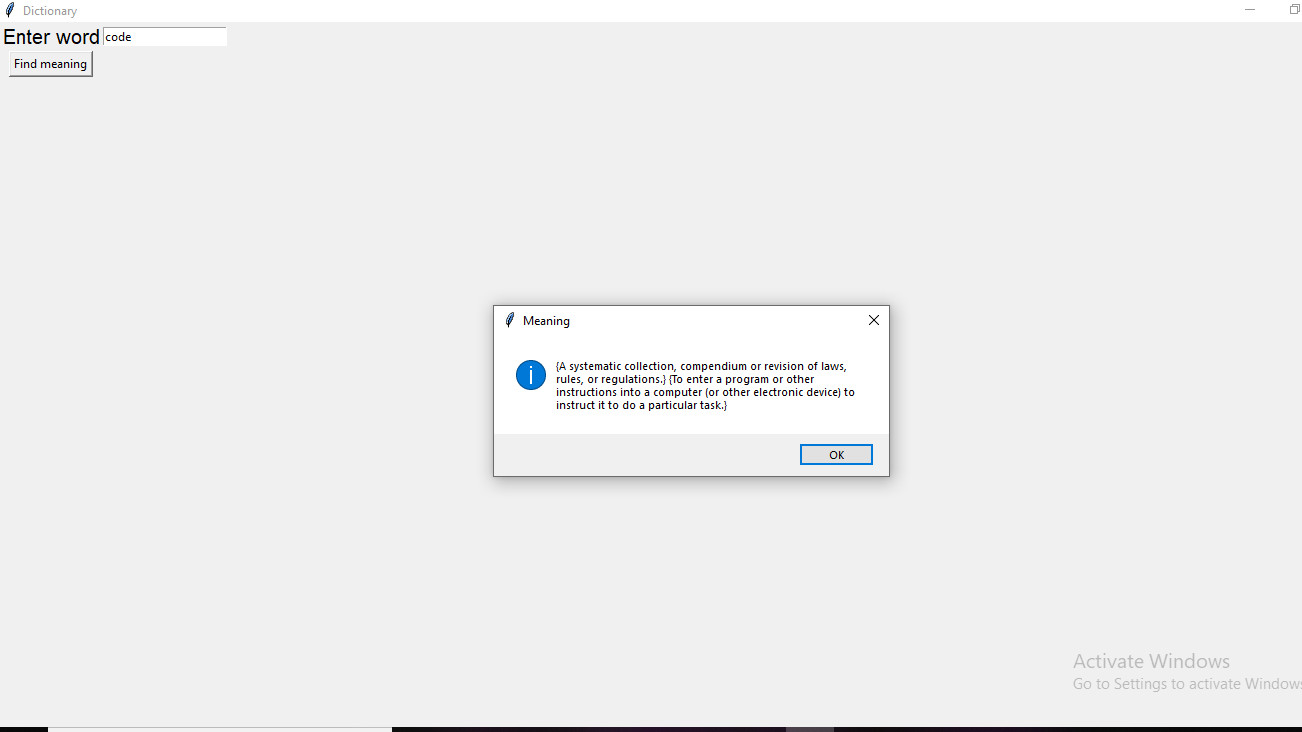 Dictionary
Enter word code
Find meaning
Meaning
{A systematic collection, compendium or revision of laws,
rules, or regulations.} {To enter a program or other
instructions into a computer (or other electronic device) to
instruct it to do a particular task.}
OK
Activate Windows
Go to Settings to activate Windows